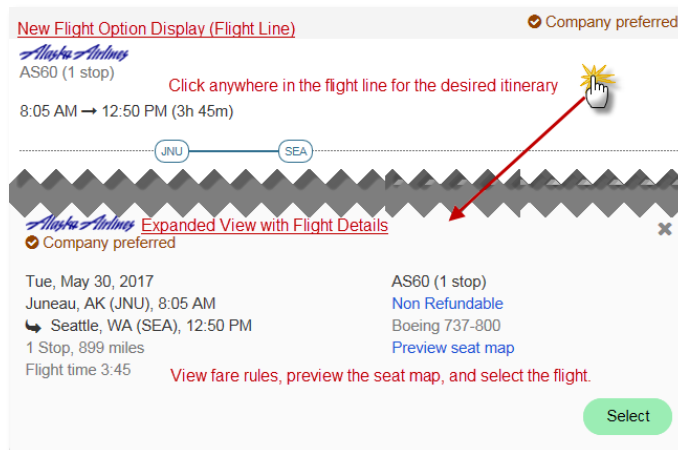 New Flight Option Display (Flight Line)
Company preferred
Alaska Airlines
AS60 (1 stop)
Click anywhere in the flight line for the desired itinerary
8:05 AM → 12:50 PM (3h 45m)
JNU SEA
Alaska Airlines Expanded View with Flight Details
Company preferred
Tue, May 30, 2017
Juneau, AK (JNU), 8:05 AM
Seattle, WA (SEA), 12:50 PM
1 Stop, 899 miles
Flight time 3:45
AS60 (1 stop)
Non Refundable
Boeing 737-800
Preview seat map
View fare rules, preview the seat map, and select the flight.
Select